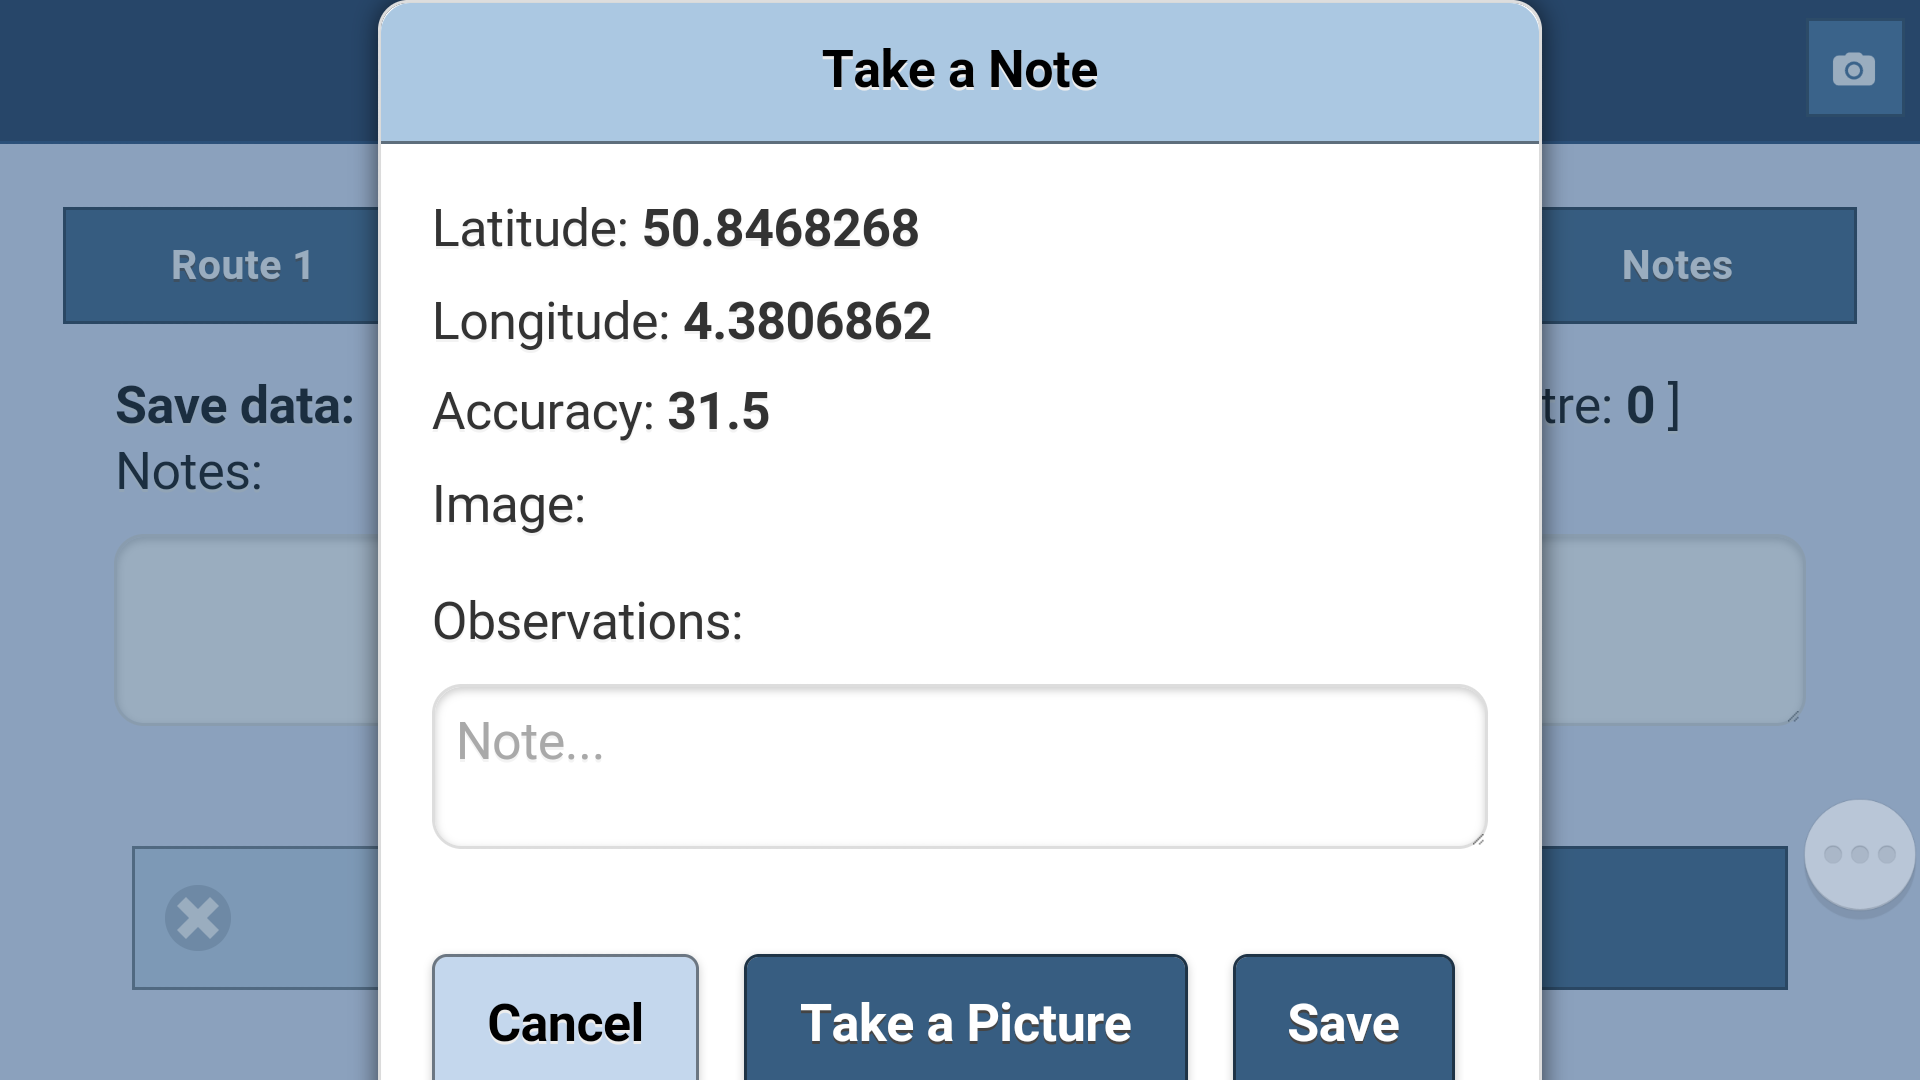 Take a Note
Route 1
Notes
Latitude: 50.8468268
Longitude: 4.3806862
Save data:
tre: 0 ]
Accuracy: 31.5
Notes:
Image:
Observations:
Note...
Cancel
Take a Picture
Save